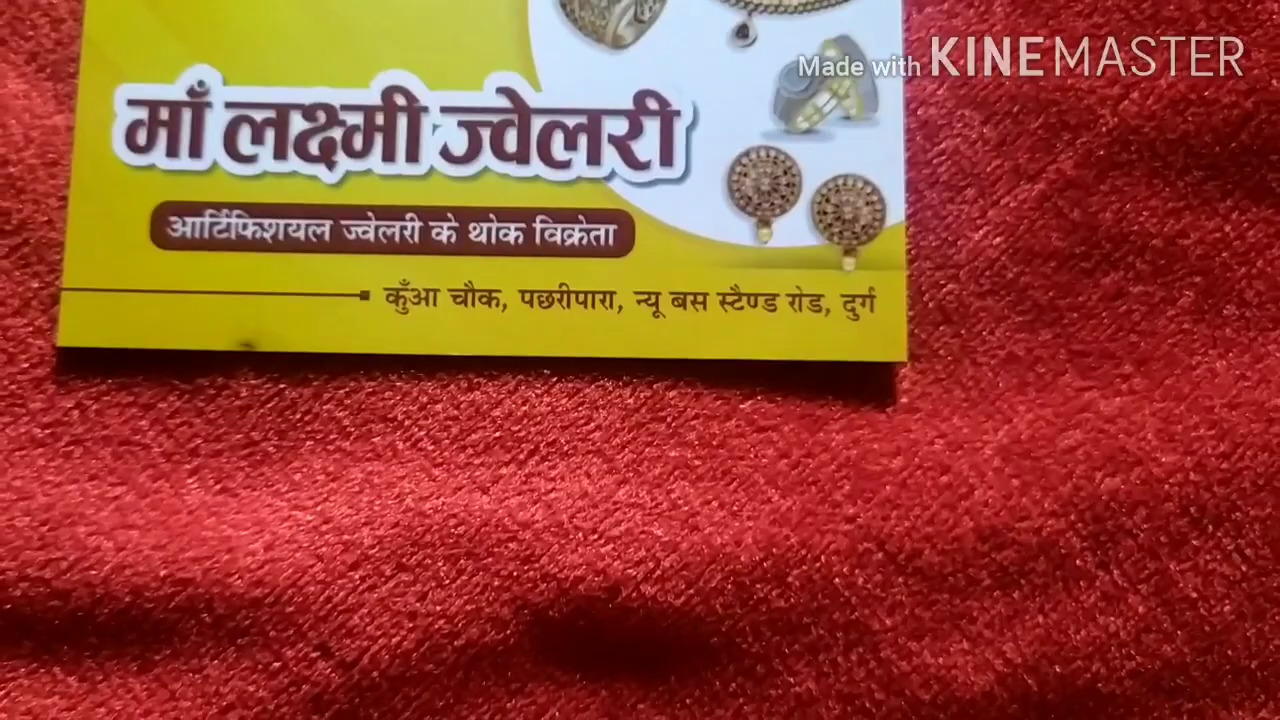 Made with KINEMASTER
माँ लक्ष्मी ज्वेलरी
आर्टिफिशयल ज्वेलरी के थोक विक्रेता
कुँआ चौक, पछरीपारा, न्यू बस स्टैण्ड रोड, दुर्ग